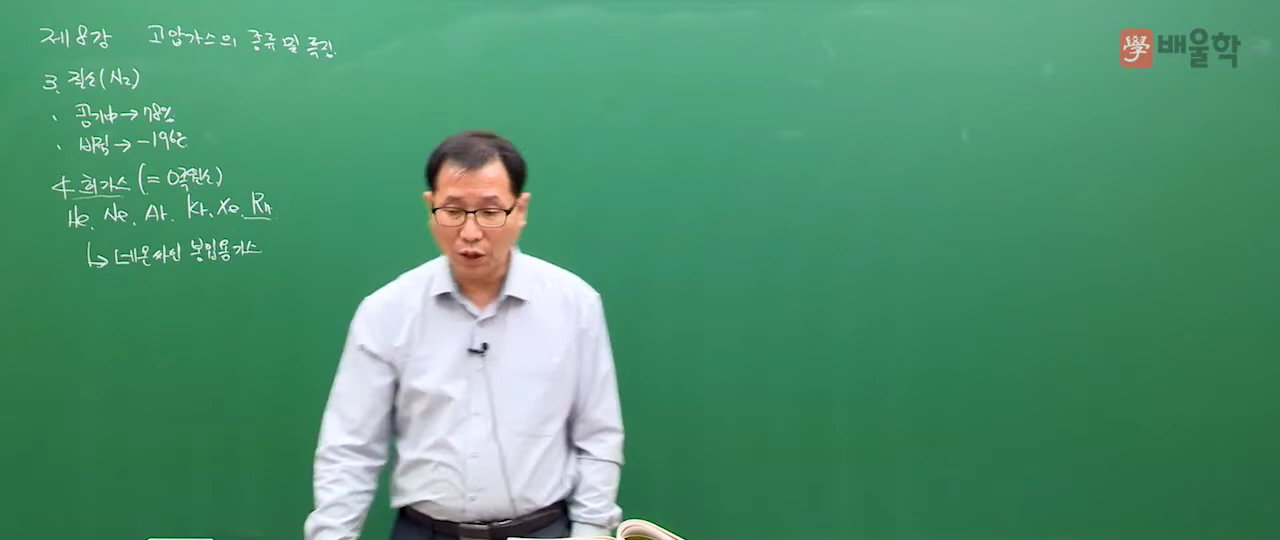 제8강 고압가스의 종류 및 특징.
3. 질소(N₂)
· 공기中 → 78%
· 비점 → -196℃
4. 희가스 (= 0족원소)
He. Ne. Ar. Kr. Xe. Rn
↳ 네온싸인 봉입용가스
學 배울학